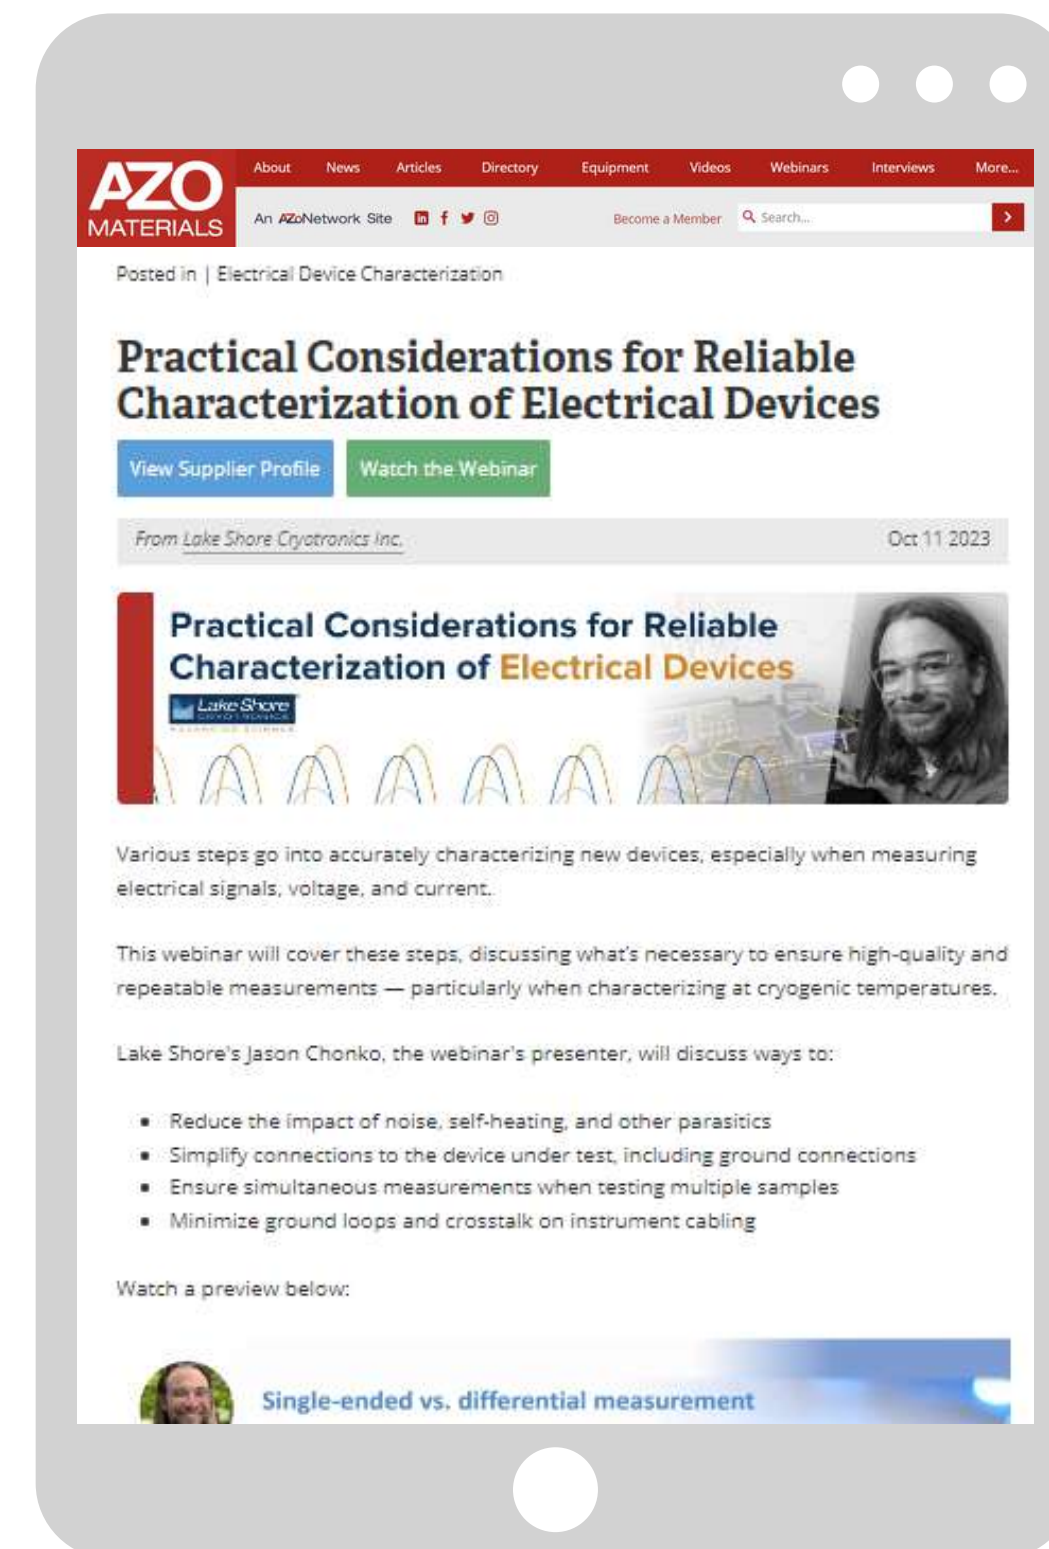 AZO
MATERIALS
About News Articles Directory Equipment Videos Webinars Interviews More...
An AZoNetwork Site
Become a Member Search...
Posted in | Electrical Device Characterization
Practical Considerations for Reliable
Characterization of Electrical Devices
View Supplier Profile Watch the Webinar
From Lake Shore Cryotronics Inc. Oct 11 2023
Practical Considerations for Reliable
Characterization of Electrical Devices
Lake Shore
CRYOTRONICS
Various steps go into accurately characterizing new devices, especially when measuring
electrical signals, voltage, and current.
This webinar will cover these steps, discussing what's necessary to ensure high-quality and
repeatable measurements — particularly when characterizing at cryogenic temperatures.
Lake Shore's Jason Chonko, the webinar's presenter, will discuss ways to:
▪ Reduce the impact of noise, self-heating, and other parasitics
▪ Simplify connections to the device under test, including ground connections
▪ Ensure simultaneous measurements when testing multiple samples
▪ Minimize ground loops and crosstalk on instrument cabling
Watch a preview below:
Single-ended vs. differential measurement